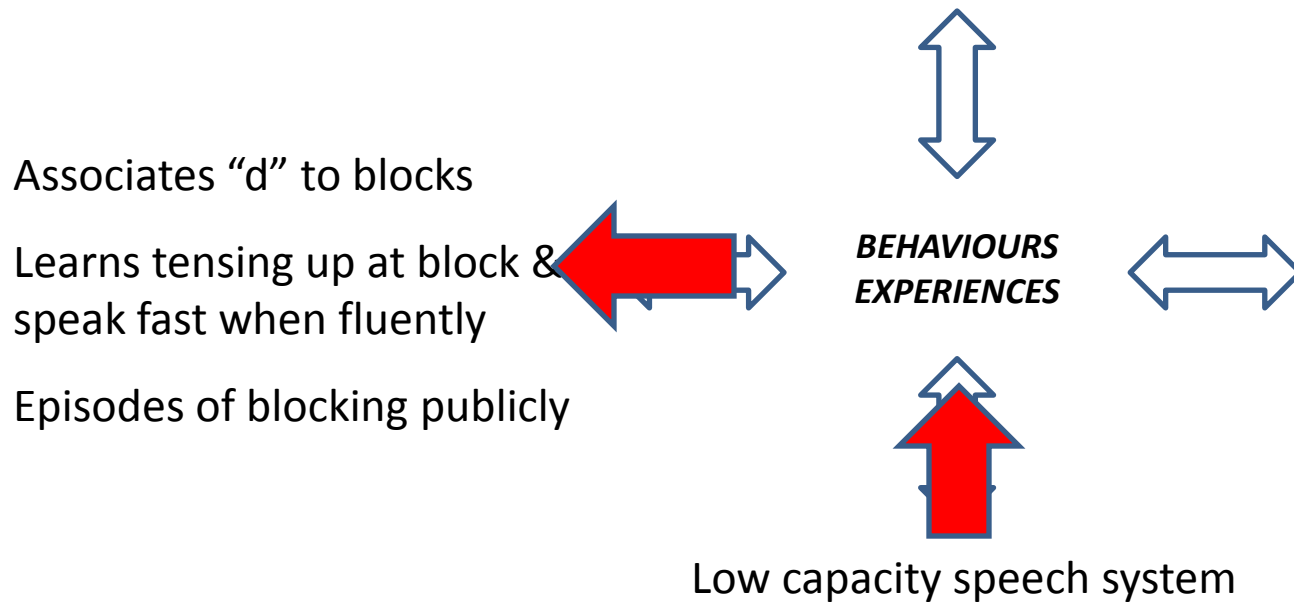 Associates “d” to blocks
Learns tensing up at block &
speak fast when fluently
Episodes of blocking publicly
BEHAVIOURS
EXPERIENCES
Low capacity speech system